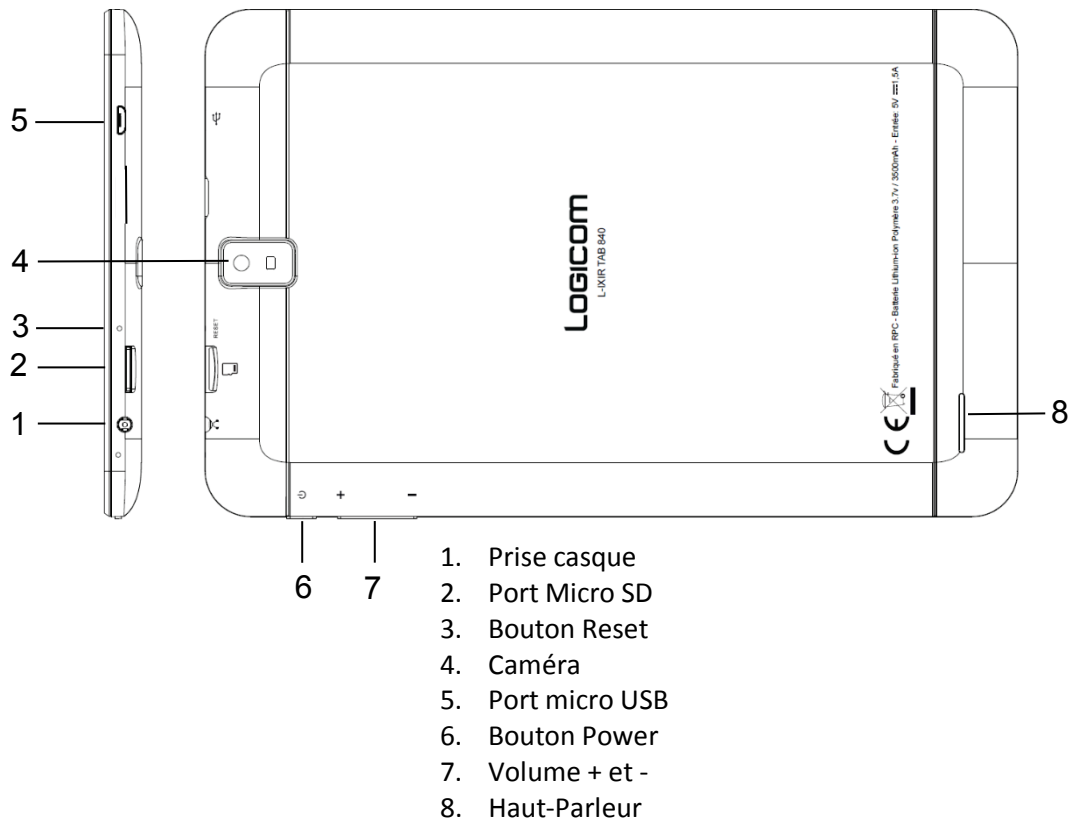 5
4
3
2
1
RESET
LOGICOM
L-IXIR TAB 840
Fabriqué en RPC - Batterie Lithium-ion Polymère 3.7v / 3500mAh - Entrée: 5V ⎓1,5A
CE
8
+ -
6 7
1. Prise casque
2. Port Micro SD
3. Bouton Reset
4. Caméra
5. Port micro USB
6. Bouton Power
7. Volume + et -
8. Haut-Parleur